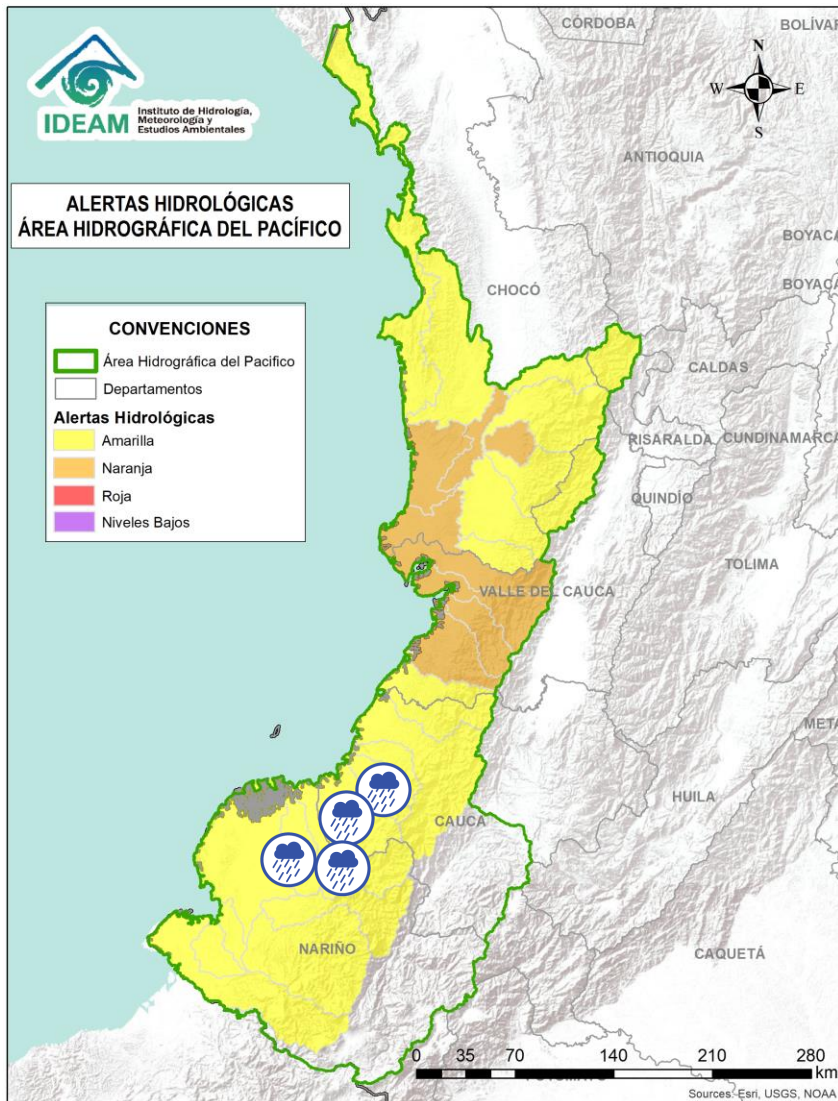 CÓRDOBA
BOLÍVAR
N
W
E
S
IDEAM
Instituto de Hidrología,
Meteorología y
Estudios Ambientales
ANTIOQUIA
ALERTAS HIDROLÓGICAS
ÁREA HIDROGRÁFICA DEL PACÍFICO
BOYACÁ
BOYACÁ
CHOCÓ
CONVENCIONES
Área Hidrográfica del Pacifico
Departamentos
Alertas Hidrológicas
Amarilla
Naranja
Roja
Niveles Bajos
CALDAS
RISARALDA
CUNDINAMARCA
QUINDÍO
TOLIMA
VALLE DEL CAUCA
META
HUILA
CAUCA
NARIÑO
CAQUETÁ
0 35 70 140 210 280
km
Sources: Esri, USGS, NOAA